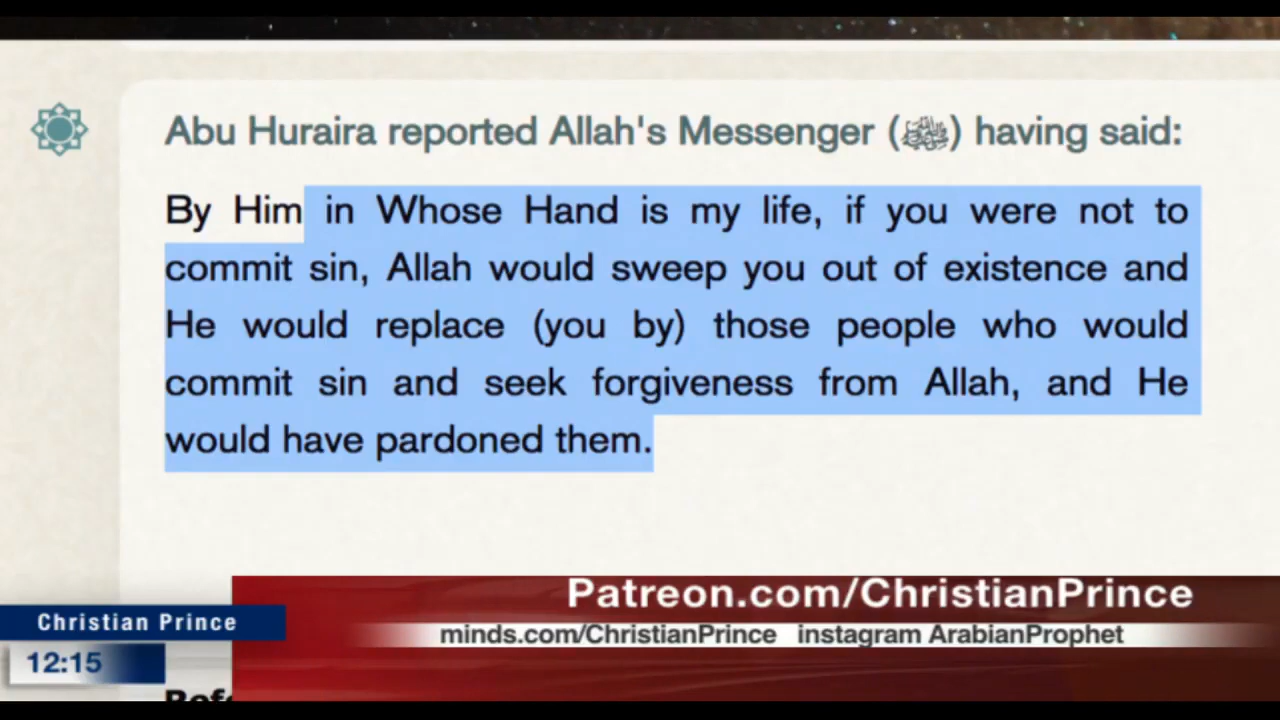 Abu Huraira reported Allah's Messenger (ﷺ) having said:
By Him in Whose Hand is my life, if you were not to
commit sin, Allah would sweep you out of existence and
He would replace (you by) those people who would
commit sin and seek forgiveness from Allah, and He
would have pardoned them.
Patreon.com/ChristianPrince
Christian Prince
minds.com/ChristianPrince instagram ArabianProphet
12:15